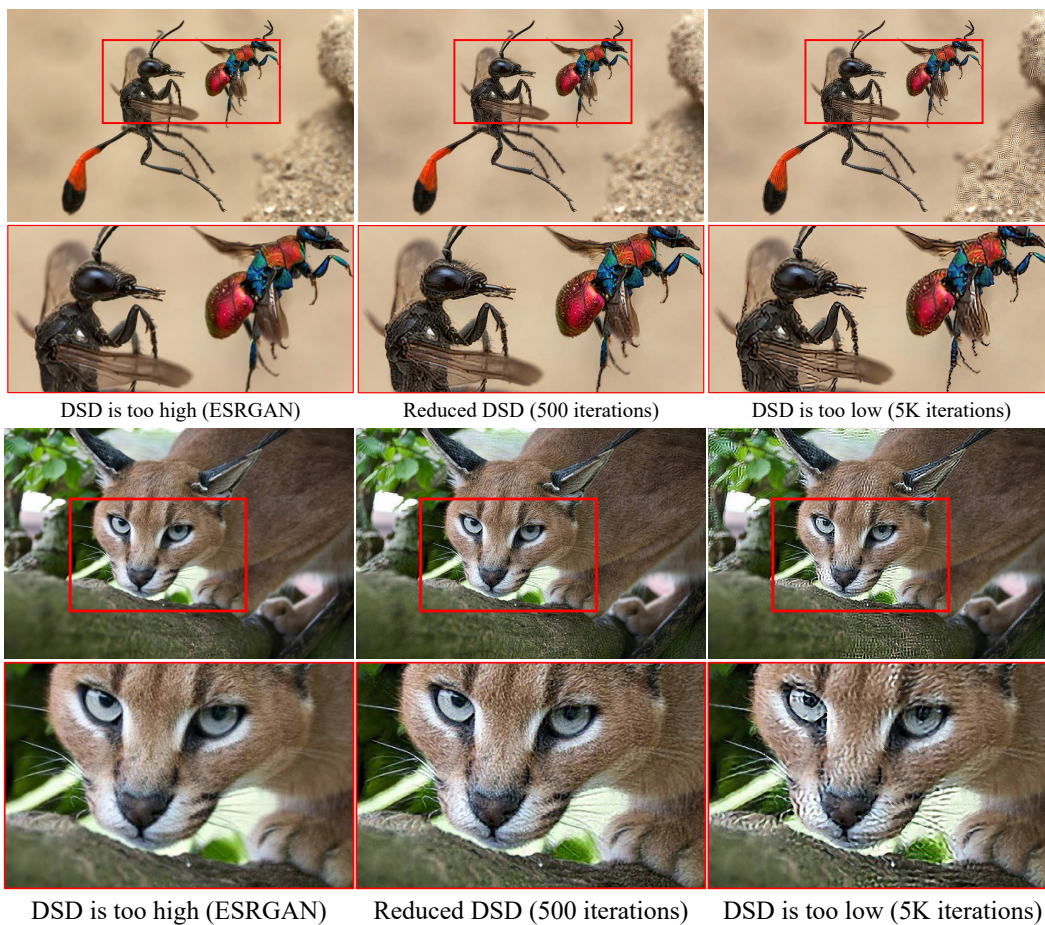 DSD is too high (ESRGAN)
Reduced DSD (500 iterations)
DSD is too low (5K iterations)
DSD is too high (ESRGAN)
Reduced DSD (500 iterations)
DSD is too low (5K iterations)